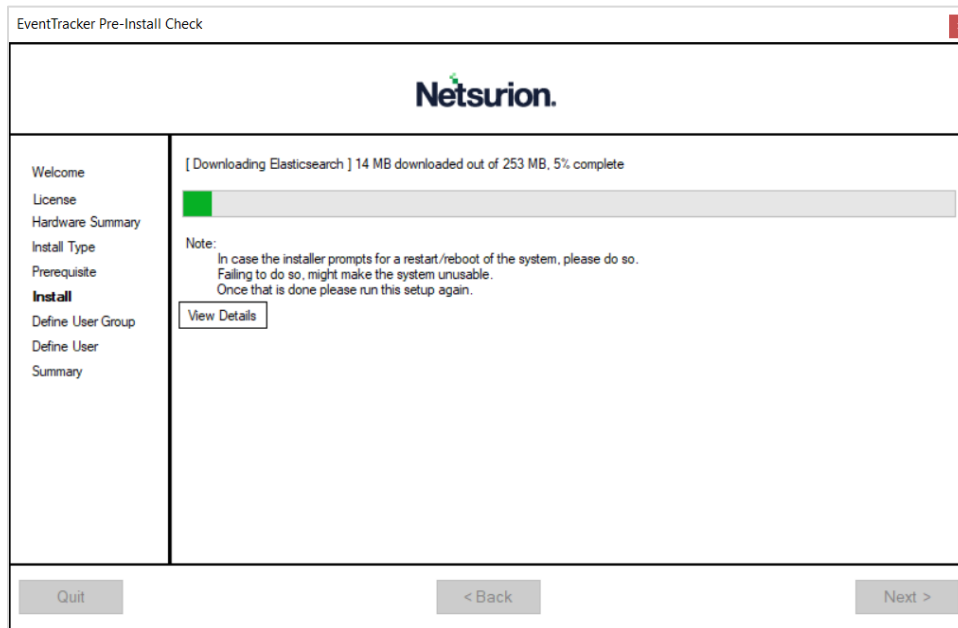 EventTracker Pre-Install Check
Netsurion.
Welcome
License
Hardware Summary
Install Type
Prerequisite
Install
Define User Group
Define User
Summary
[ Downloading Elasticsearch ] 14 MB downloaded out of 253 MB, 5% complete
Note:
In case the installer prompts for a restart/reboot of the system, please do so.
Failing to do so, might make the system unusable.
Once that is done please run this setup again.
View Details
Quit
< Back
Next >